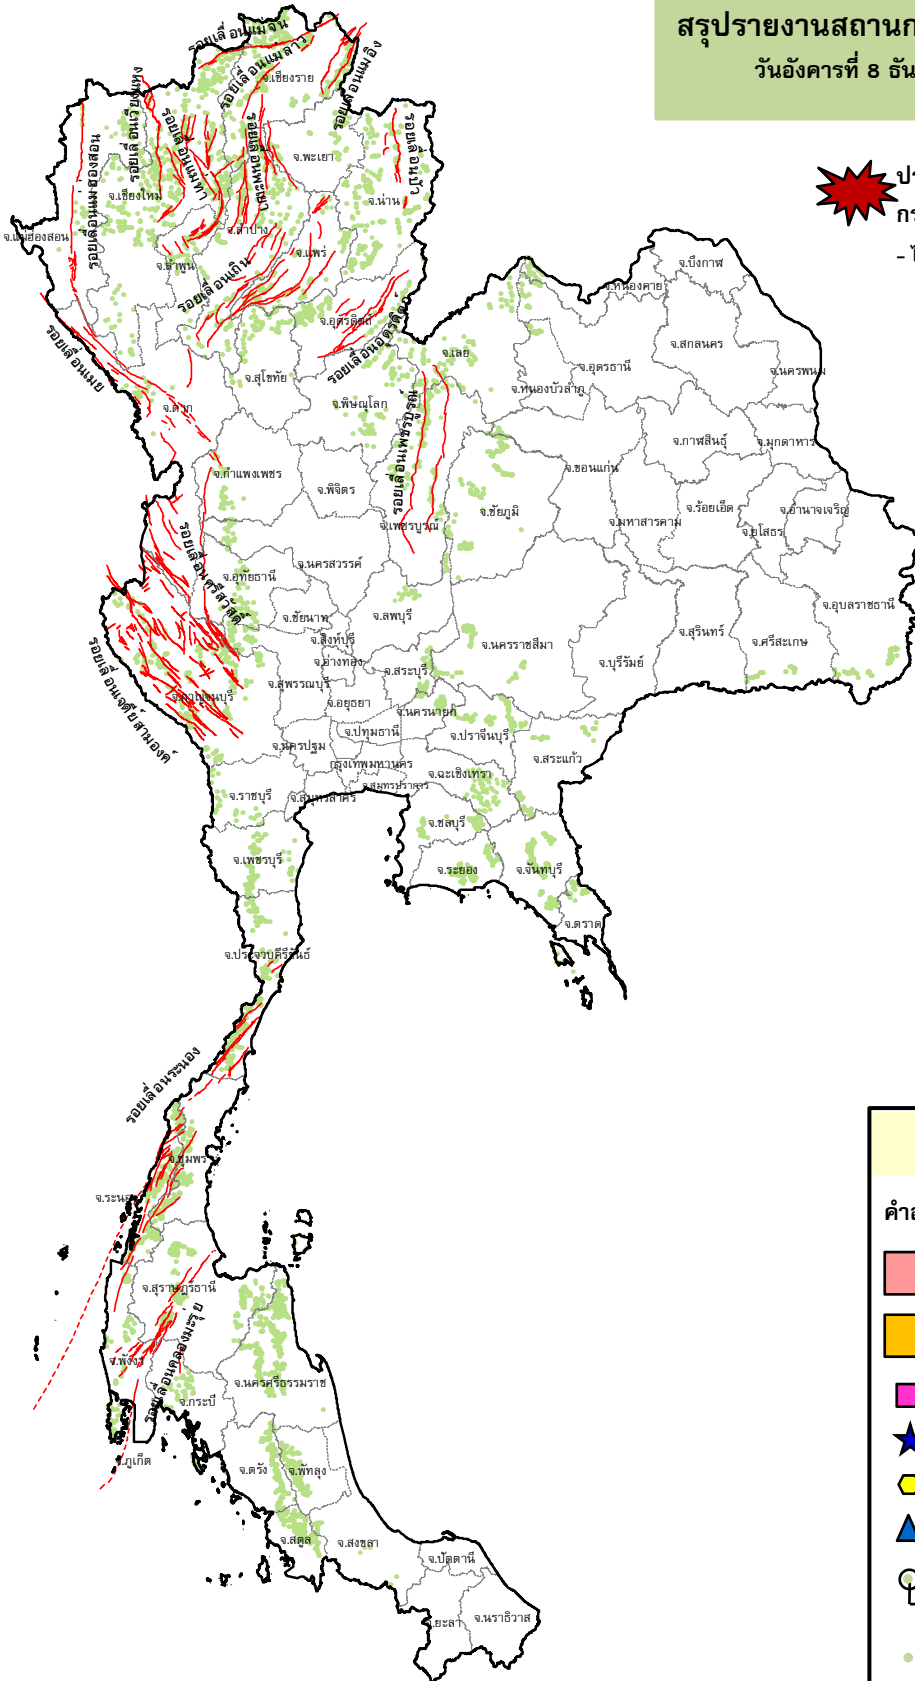 สรุปรายงานสถานก
วันอังคารที่ 8 ธัน
ปร
กร
- ไ
รอยเลื่อนแม่จัน
รอยเลื่อนแม่ลาว
รอยเลื่อนแม่อิง
จ.เชียงราย
รอยเลื่อนเวียงแหง
รอยเลื่อนแม่ทา
รอยเลื่อนพะเยา
รอยเลื่อนปัว
รอยเลื่อนแม่ฮ่องสอน
จ.พะเยา
จ.เชียงใหม่
จ.น่าน
จ.แม่ฮ่องสอน
จ.ลำปาง
จ.แพร่
จ.ลำพูน
รอยเลื่อนเถิน
จ.บึงกาฬ
จ.หนองคาย
จ.อุตรดิตถ์
รอยเลื่อนอุตรดิตถ์
รอยเลื่อนเมย
จ.สกลนคร
จ.เลย
จ.อุดรธานี
จ.นครพนม
จ.สุโขทัย
จ.หนองบัวลำภู
จ.ตาก
จ.พิษณุโลก
รอยเลื่อนเพชรบูรณ์
จ.กาฬสินธุ์
จ.มุกดาหาร
จ.กำแพงเพชร
จ.พิจิตร
จ.ขอนแก่น
จ.เพชรบูรณ์
จ.ชัยภูมิ
จ.มหาสารคาม
จ.ร้อยเอ็ด
จ.อำนาจเจริญ
จ.ยโสธร
รอยเลื่อนศรีสวัสดิ์
จ.นครสวรรค์
จ.อุทัยธานี
จ.อุบลราชธานี
จ.ชัยนาท
จ.ลพบุรี
จ.สิงห์บุรี
จ.นครราชสีมา
จ.สุรินทร์
จ.ศรีสะเกษ
จ.อ่างทอง
จ.สระบุรี
จ.บุรีรัมย์
จ.สุพรรณบุรี
จ.กาญจนบุรี
รอยเลื่อนเจดีย์สามองค์
จ.อยุธยา
จ.นครนายก
จ.ปทุมธานี
จ.ปราจีนบุรี
จ.นครปฐม
จ.สระแก้ว
กรุงเทพมหานคร
จ.ฉะเชิงเทรา
จ.สมุทรปราการ
จ.ราชบุรี
จ.สมุทรสาคร
จ.ชลบุรี
จ.เพชรบุรี
จ.ระยอง
จ.จันทบุรี
จ.ตราด
จ.ประจวบคีรีขันธ์
รอยเลื่อนระนอง
จ.ชุมพร
จ.ระนอง
คำอ
จ.สุราษฎร์ธานี
รอยเลื่อนคลองมะรุ่ย
จ.พังงา
จ.นครศรีธรรมราช
จ.กระบี่
จ.ภูเก็ต
จ.ตรัง
จ.พัทลุง
จ.สตูล
จ.สงขลา
จ.ปัตตานี
จ.ยะลา
จ.นราธิวาส